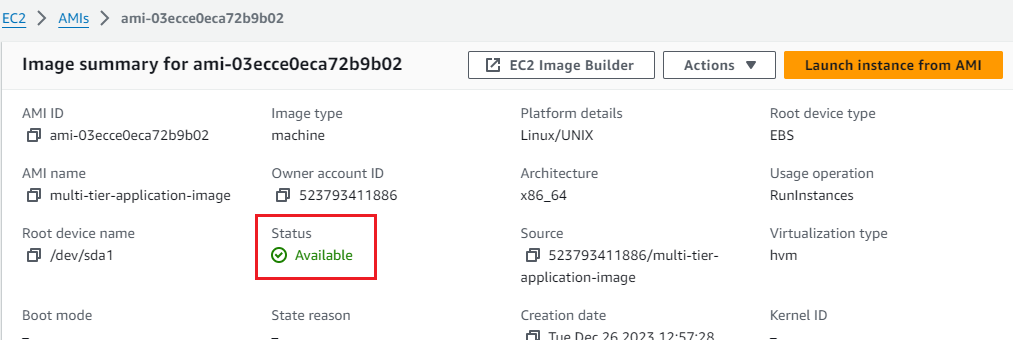 EC2 > AMIs > ami-03ecce0eca72b9b02
Image summary for ami-03ecce0eca72b9b02
EC2 Image Builder
Actions
Launch instance from AMI
AMI ID
ami-03ecce0eca72b9b02
Image type
machine
Platform details
Linux/UNIX
Root device type
EBS
AMI name
multi-tier-application-image
Owner account ID
523793411886
Architecture
x86_64
Usage operation
RunInstances
Root device name
/dev/sda1
Status
Available
Source
523793411886/multi-tier-
application-image
Virtualization type
hvm
Boot mode
–
State reason
–
Creation date
Tue Dec 26 2023 12:57:28
Kernel ID
–